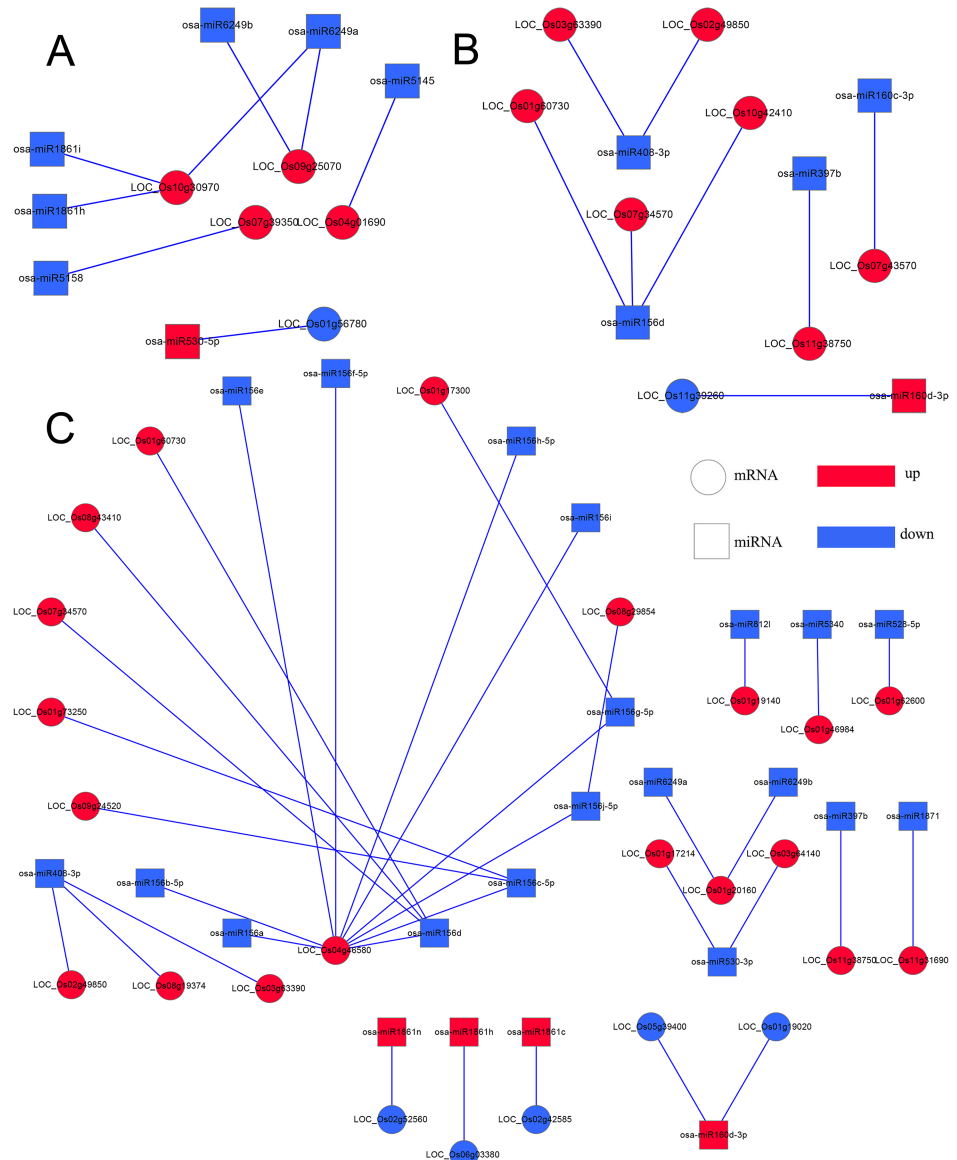 A
osa-miR6249b
osa-miR6249a
osa-miR5145
osa-miR1861i
LOC_Os09g25070
LOC_Os10g30970
osa-miR1861h
LOC_Os07g39350
LOC_Os04g01690
osa-miR5158
LOC_Os01g56780
osa-miR530-5p
B
LOC_Os03g63390
LOC_Os02g49850
LOC_Os01g60730
LOC_Os10g42410
osa-miR160c-3p
osa-miR408-3p
osa-miR397b
LOC_Os07g34570
LOC_Os07g43570
osa-miR156d
LOC_Os11g38750
LOC_Os11g39260
osa-miR160d-3p
C
osa-miR156f-5p
osa-miR156e
LOC_Os01g17300
LOC_Os01g60730
osa-miR156h-5p
LOC_Os08g43410
osa-miR156i
LOC_Os07g34570
LOC_Os08g29854
LOC_Os01g73250
osa-miR156g-5p
LOC_Os09g24520
osa-miR156j-5p
osa-miR408-3p
osa-miR156b-5p
osa-miR156c-5p
osa-miR156a
osa-miR156d
LOC_Os04g46580
LOC_Os02g49850
LOC_Os08g19374
LOC_Os03g63390
mRNA
up
miRNA
down
osa-miR812l
osa-miR5340
osa-miR528-5p
LOC_Os01g19140
LOC_Os01g62600
LOC_Os01g46984
osa-miR6249a
osa-miR6249b
osa-miR397b
osa-miR1871
LOC_Os01g17214
LOC_Os03g64140
LOC_Os01g20160
osa-miR530-3p
LOC_Os11g38750
LOC_Os11g31690
osa-miR1861n
osa-miR1861h
osa-miR1861c
LOC_Os05g39400
LOC_Os01g19020
LOC_Os02g52560
LOC_Os02g42585
LOC_Os06g03380
osa-miR160d-3p